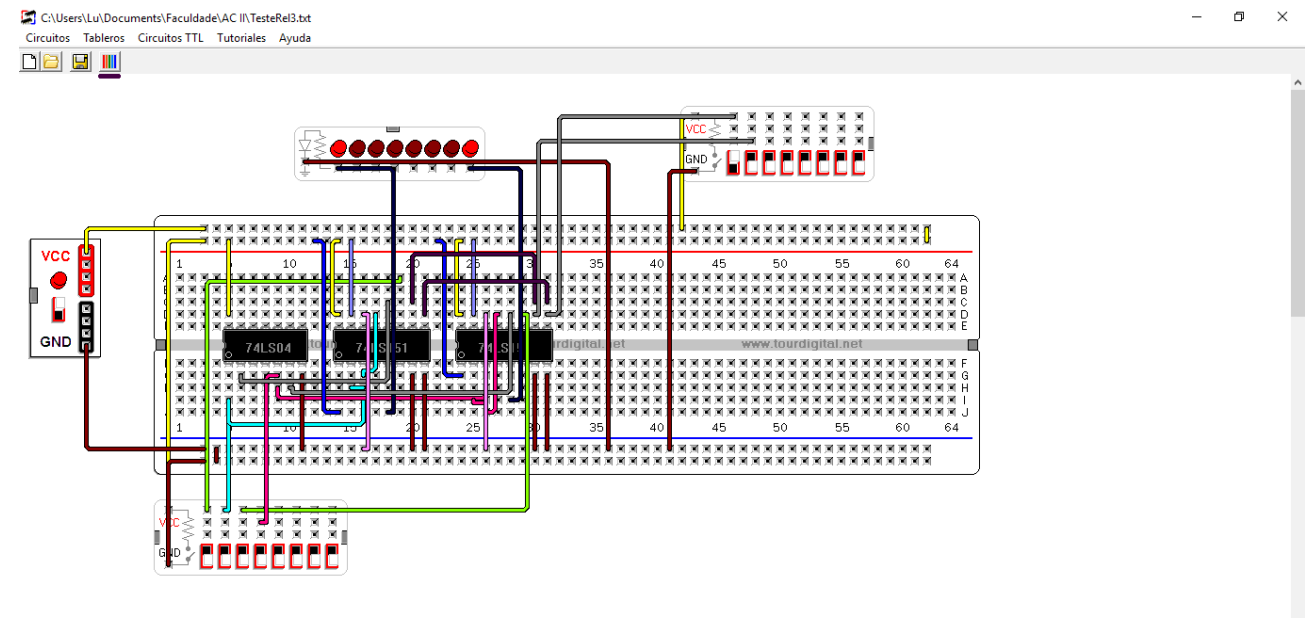 C:\Users\Lu\Documents\Faculdade\AC II\TesteRel3.txt
Circuitos Tableros Circuitos TTL Tutoriales Ayuda
VCC
GND
VCC
GND
1 10 15 20 25 30 35 40 45 50 55 60 64
A A
B B
C C
D
E E
74LS04
www.tourdigital.net
F F
G G
H H
I I
J
1 10 15 20 25 35 40 45 50 55 60 64
VCC
GND